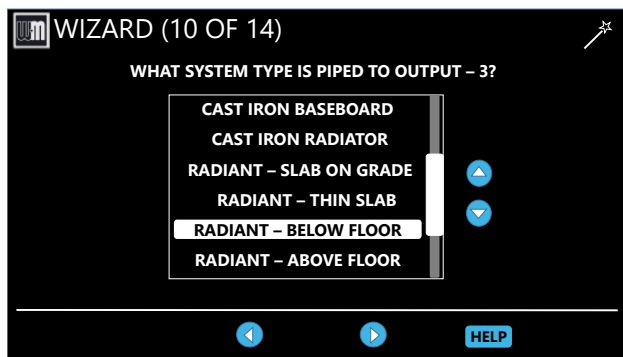 WM WIZARD (10 OF 14)
WHAT SYSTEM TYPE IS PIPED TO OUTPUT – 3?
CAST IRON BASEBOARD
CAST IRON RADIATOR
RADIANT – SLAB ON GRADE
RADIANT – THIN SLAB
RADIANT – BELOW FLOOR
RADIANT – ABOVE FLOOR
HELP